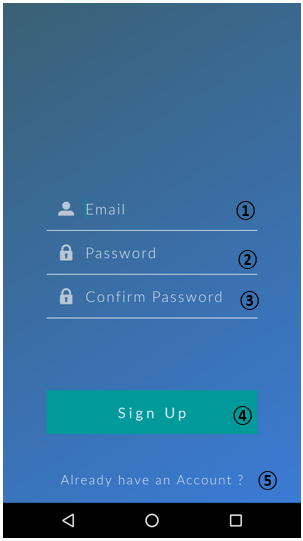 Email ①
Password ②
Confirm Password ③
Sign Up ④
Already have an Account ? ⑤